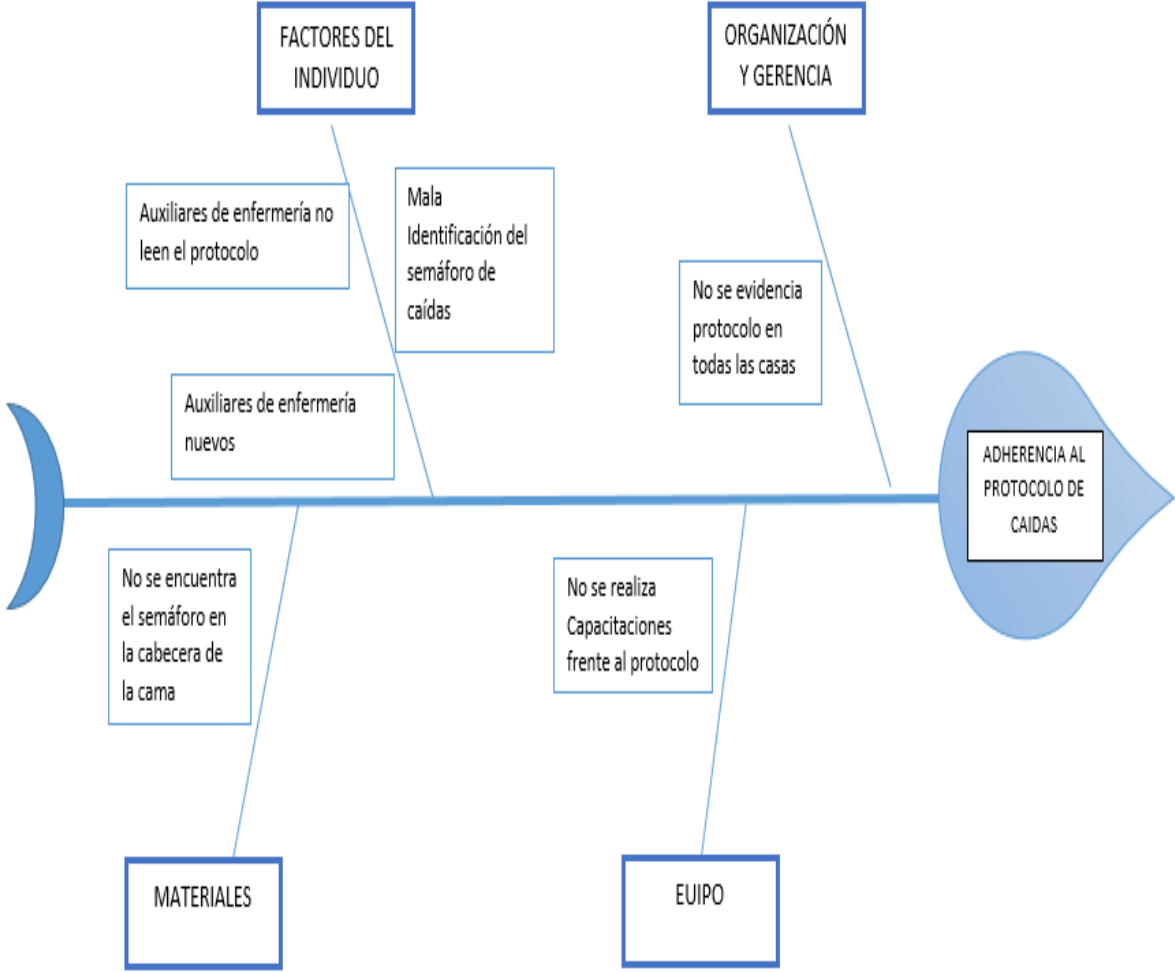 FACTORES DEL
INDIVIDUO
ORGANIZACIÓN
Y GERENCIA
Auxiliares de enfermería no
leen el protocolo
Mala
Identificación del
semáforo de
caídas
No se evidencia
protocolo en
todas las casas
Auxiliares de enfermería
nuevos
ADHERENCIA AL
PROTOCOLO DE
CAIDAS
No se encuentra
el semáforo en
la cabecera de
la cama
No se realiza
Capacitaciones
frente al protocolo
MATERIALES
EUIPO